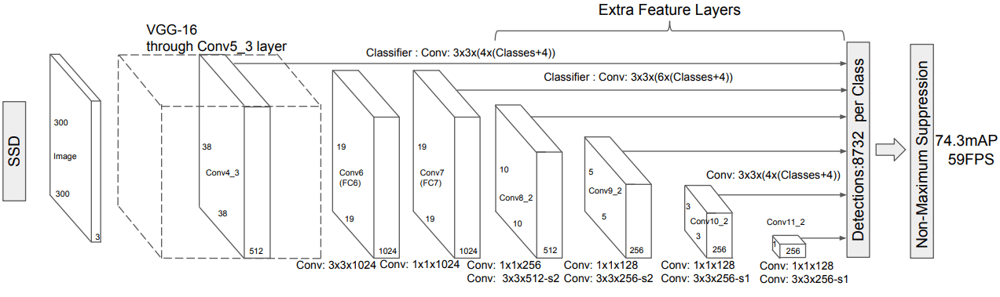 Extra Feature Layers
VGG-16
through Conv5_3 layer
Classifier : Conv: 3x3x(4x(Classes+4))
Classifier : Conv: 3x3x(6x(Classes+4))
SSD
300
Image
300
3
38
Conv4_3
38
512
19
Conv6
(FC6)
19
1024
19
Conv7
(FC7)
19
1024
10
Conv8_2
10
512
5
Conv9_2
5
256
Conv: 3x3x(4x(Classes+4))
3
Conv10_2
3
256
Conv11_2
1
256
Detections:8732 per Class
Non-Maximum Suppression
74.3mAP
59FPS
Conv: 3x3x1024
Conv: 1x1x1024
Conv: 1x1x256
Conv: 3x3x512-s2
Conv: 1x1x128
Conv: 3x3x256-s2
Conv: 1x1x128
Conv: 3x3x256-s1
Conv: 1x1x128
Conv: 3x3x256-s1